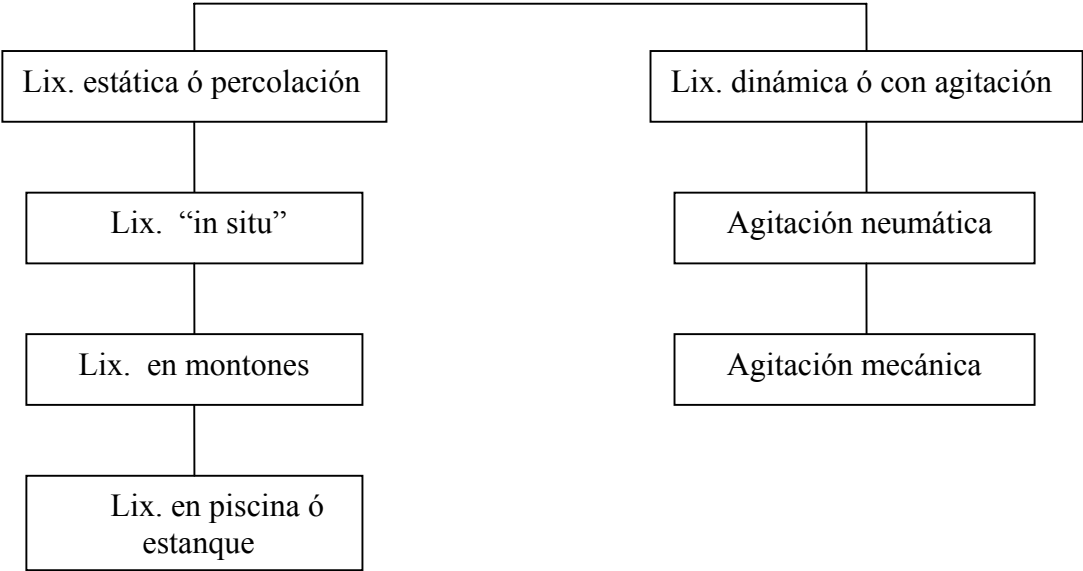 Lix. estática ó percolación
Lix. dinámica ó con agitación
Lix. “in situ”
Agitación neumática
Lix. en montones
Agitación mecánica
Lix. en piscina ó
estanque